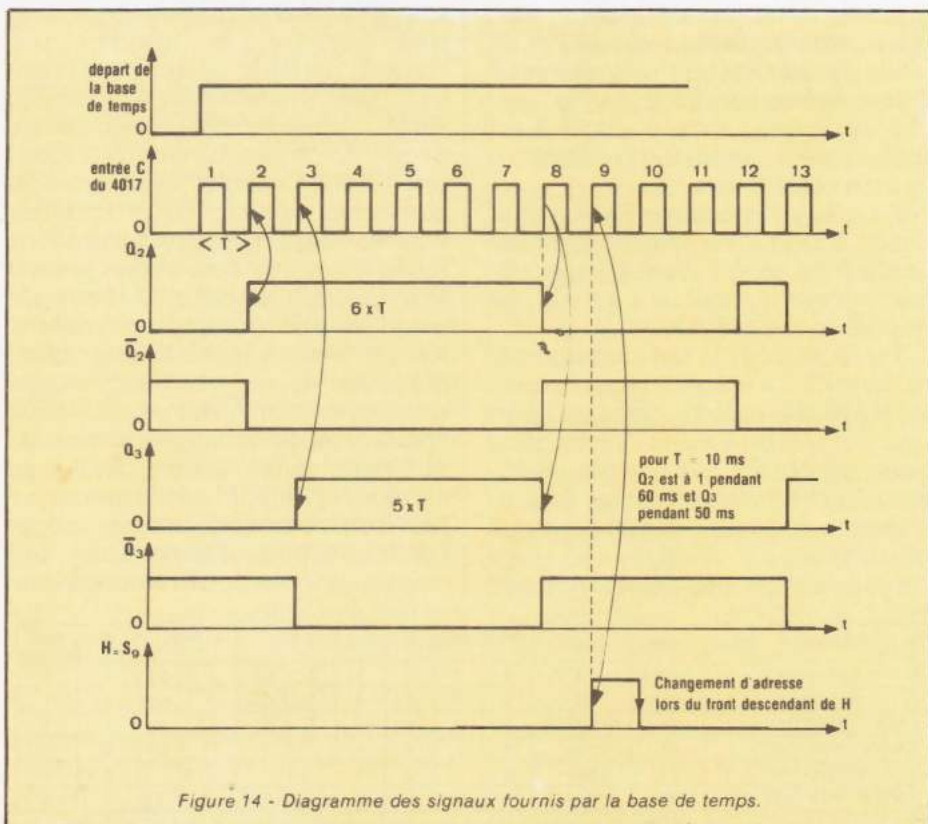 départ de
la base
de temps
O
t
entrée C
du 4017
1 2 3 4 5 6 7 8 9 10 11 12 13
O
< T >
t
Q2
6 x T
O
t
Q̅2
O
t
Q3
5 x T
pour T = 10 ms
Q2 est à 1 pendant
60 ms et Q3
pendant 50 ms
O
t
Q̅3
O
t
H = S9
Changement d'adresse
lors du front descendant de H
O
t
Figure 14 - Diagramme des signaux fournis par la base de temps.